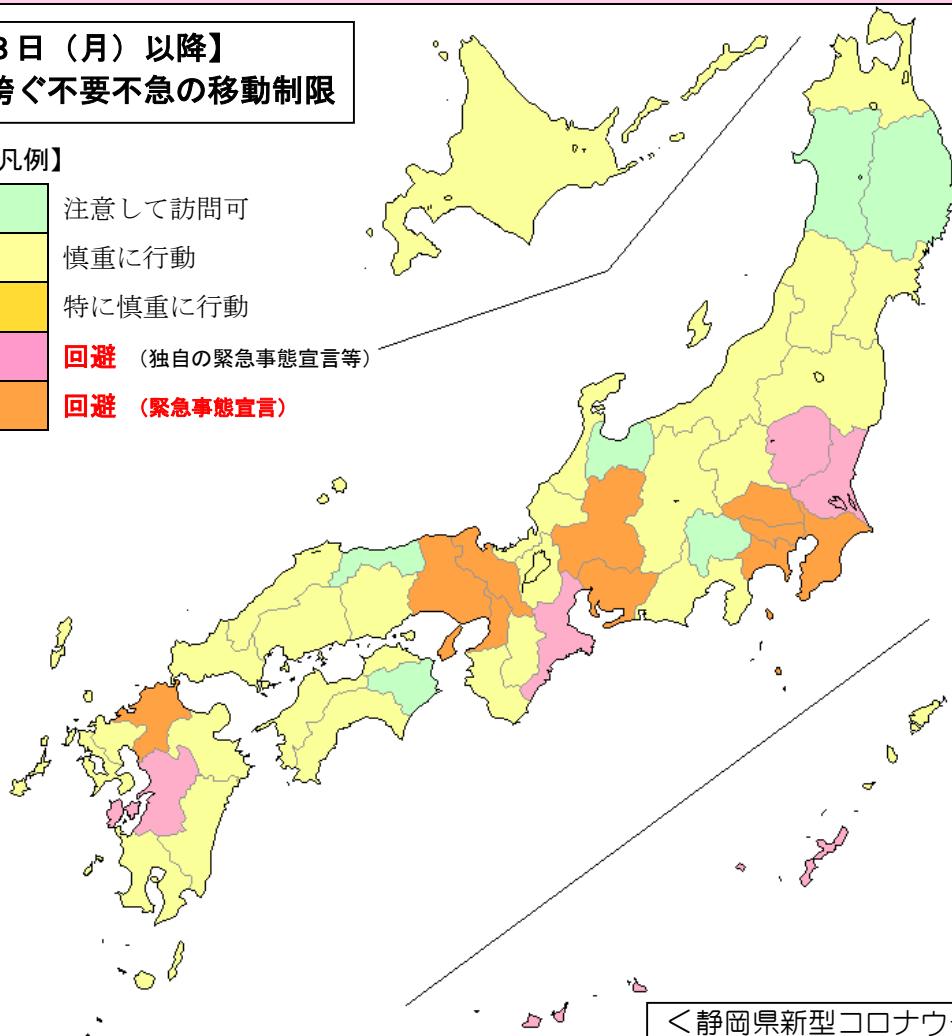 8日（月）以降】
跨ぐ不要不急の移動制限
凡例】
注意して訪問可
慎重に行動
特に慎重に行動
回避 （独自の緊急事態宣言等）
回避 （緊急事態宣言）
＜静岡県新型コロナウ